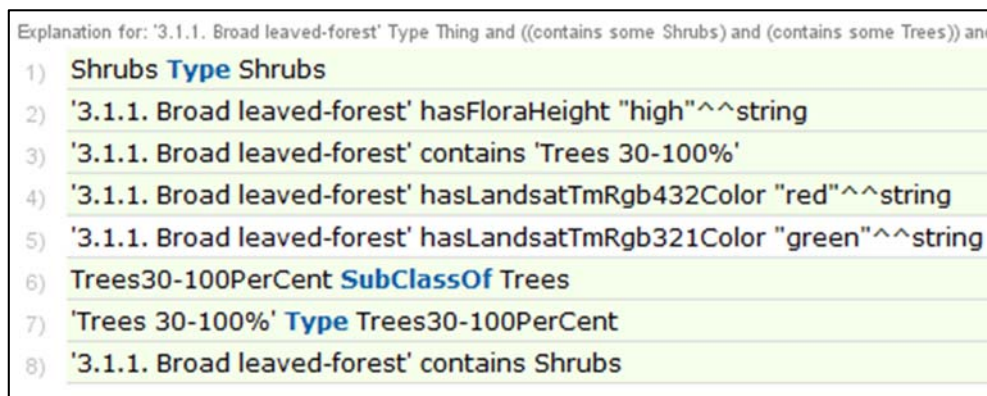 Explanation for: '3.1.1. Broad leaved-forest' Type Thing and ((contains some Shrubs) and (contains some Trees)) and
1) Shrubs Type Shrubs
2) '3.1.1. Broad leaved-forest' hasFloraHeight "high"^^string
3) '3.1.1. Broad leaved-forest' contains 'Trees 30-100%'
4) '3.1.1. Broad leaved-forest' hasLandsatTmRgb432Color "red"^^string
5) '3.1.1. Broad leaved-forest' hasLandsatTmRgb321Color "green"^^string
6) Trees30-100PerCent SubClassOf Trees
7) 'Trees 30-100%' Type Trees30-100PerCent
8) '3.1.1. Broad leaved-forest' contains Shrubs